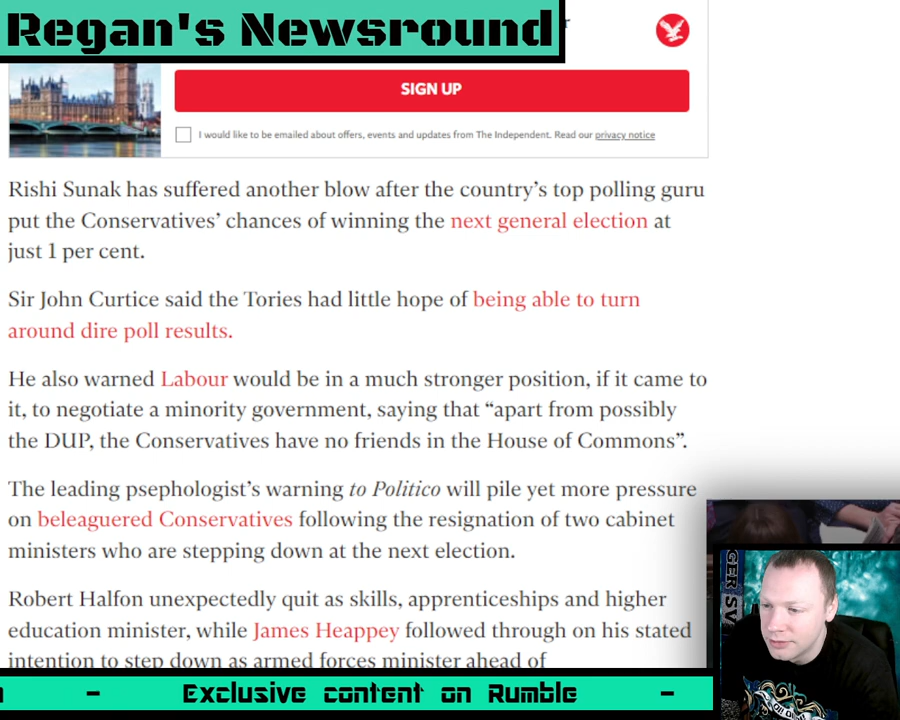 Regan's Newsround
SIGN UP
I would like to be emailed about offers, events and updates from The Independent. Read our privacy notice
Rishi Sunak has suffered another blow after the country’s top polling guru
put the Conservatives’ chances of winning the next general election at
just 1 per cent.
Sir John Curtice said the Tories had little hope of being able to turn
around dire poll results.
He also warned Labour would be in a much stronger position, if it came to
it, to negotiate a minority government, saying that “apart from possibly
the DUP, the Conservatives have no friends in the House of Commons”.
The leading psephologist’s warning to Politico will pile yet more pressure
on beleaguered Conservatives following the resignation of two cabinet
ministers who are stepping down at the next election.
Robert Halfon unexpectedly quit as skills, apprenticeships and higher
education minister, while James Heappey followed through on his stated
intention to step down as armed forces minister ahead of
- Exclusive content on Rumble -